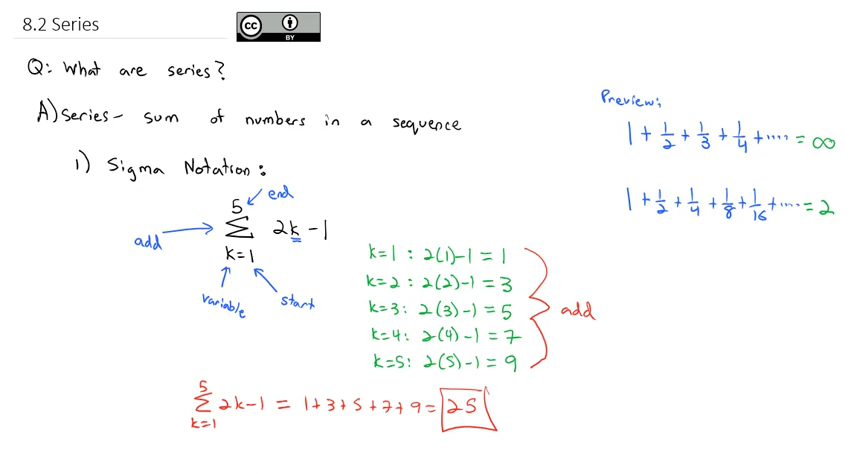 8.2 Series
cc BY
Q: What are series?
A) Series - sum of numbers in a sequence
1) Sigma Notation:
5
end
add
Σ 2k - 1
k = 1
variable
start
k=1 : 2(1) - 1 = 1
k=2 : 2(2) - 1 = 3
k=3: 2(3) - 1 = 5
k=4: 2(4) - 1 = 7
k=5: 2(5) - 1 = 9
add
5
Σ 2k - 1 = 1 + 3 + 5 + 7 + 9 = 25
k=1
Preview:
1 + 1/2 + 1/3 + 1/4 + .... = ∞
1 + 1/2 + 1/4 + 1/8 + 1/16 + .... = 2